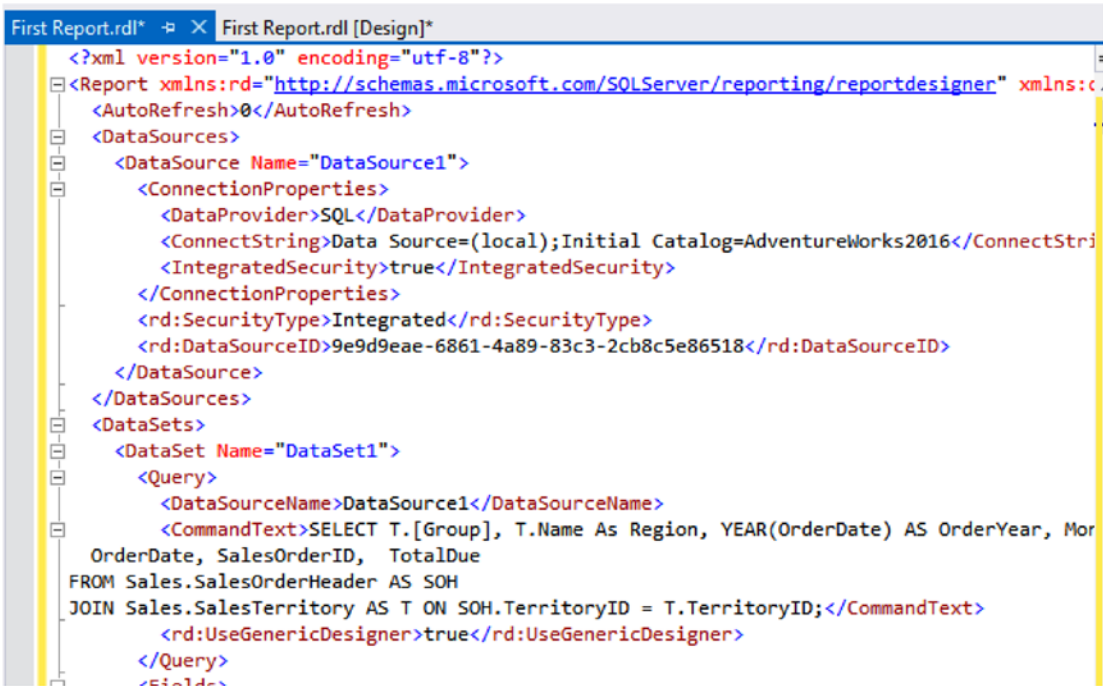 First Report.rdl* First Report.rdl [Design]*
<?xml version="1.0" encoding="utf-8"?>
<Report xmlns:rd="http://schemas.microsoft.com/SQLServer/reporting/reportdesigner" xmlns:
<AutoRefresh>0</AutoRefresh>
<DataSources>
<DataSource Name="DataSource1">
<ConnectionProperties>
<DataProvider>SQL</DataProvider>
<ConnectString>Data Source=(local);Initial Catalog=AdventureWorks2016</ConnectStri
<IntegratedSecurity>true</IntegratedSecurity>
</ConnectionProperties>
<rd:SecurityType>Integrated</rd:SecurityType>
<rd:DataSourceID>9e9d9eae-6861-4a89-83c3-2cb8c5e86518</rd:DataSourceID>
</DataSource>
</DataSources>
<DataSets>
<DataSet Name="DataSet1">
<Query>
<DataSourceName>DataSource1</DataSourceName>
<CommandText>SELECT T.[Group], T.Name As Region, YEAR(OrderDate) AS OrderYear, Mon
OrderDate, SalesOrderID,  TotalDue
FROM Sales.SalesOrderHeader AS SOH
JOIN Sales.SalesTerritory AS T ON SOH.TerritoryID = T.TerritoryID;</CommandText>
<rd:UseGenericDesigner>true</rd:UseGenericDesigner>
</Query>
<Fields>